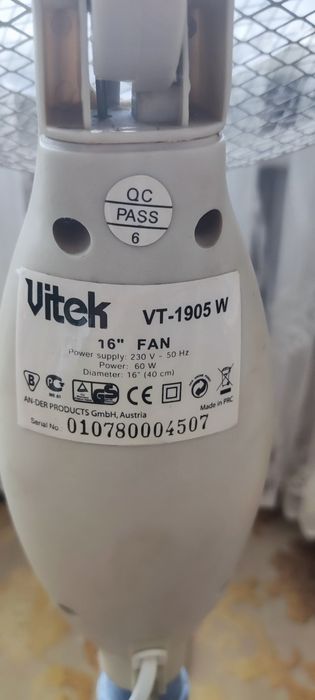 QC
PASS
6
Vitek VT-1905 W
16" FAN
Power supply: 230 V - 50 Hz
Power: 60 W
Diameter: 16" (40 cm)
CE
AN-DER PRODUCTS GmbH, Austria
Made in PRC
Serial No 010780004507